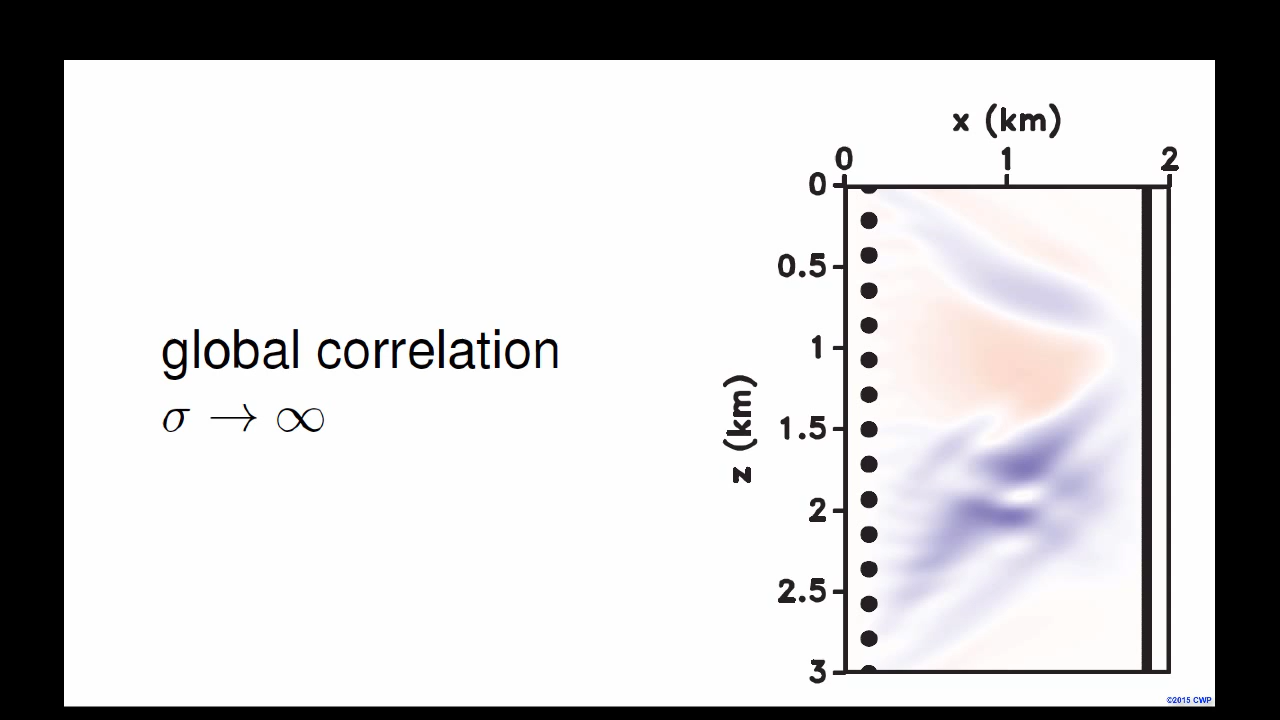 global correlation
σ → ∞
x (km)
0 1 2
z (km)
0
0.5
1
1.5
2
2.5
3
©2015 CWP